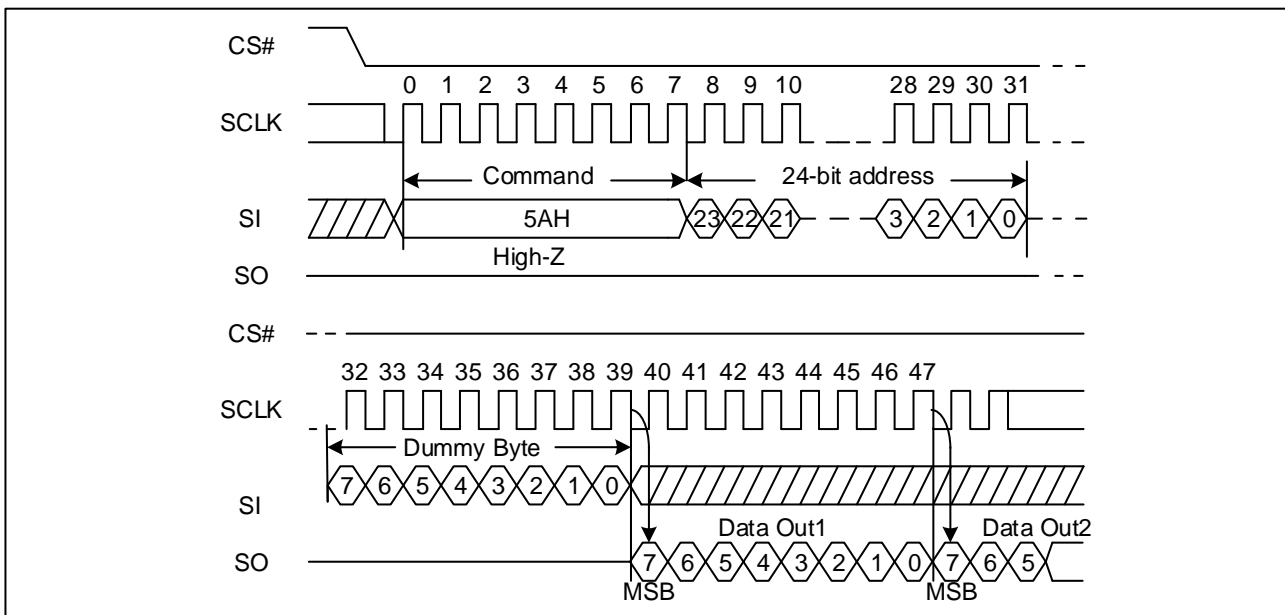 CS#
0 1 2 3 4 5 6 7 8 9 10 28 29 30 31
SCLK
Command 24-bit address
SI 5AH 23 22 21 3 2 1 0
High-Z
SO
CS#
32 33 34 35 36 37 38 39 40 41 42 43 44 45 46 47
SCLK
Dummy Byte
SI 7 6 5 4 3 2 1 0
Data Out1 Data Out2
SO 7 6 5 4 3 2 1 0 7 6 5
MSB MSB